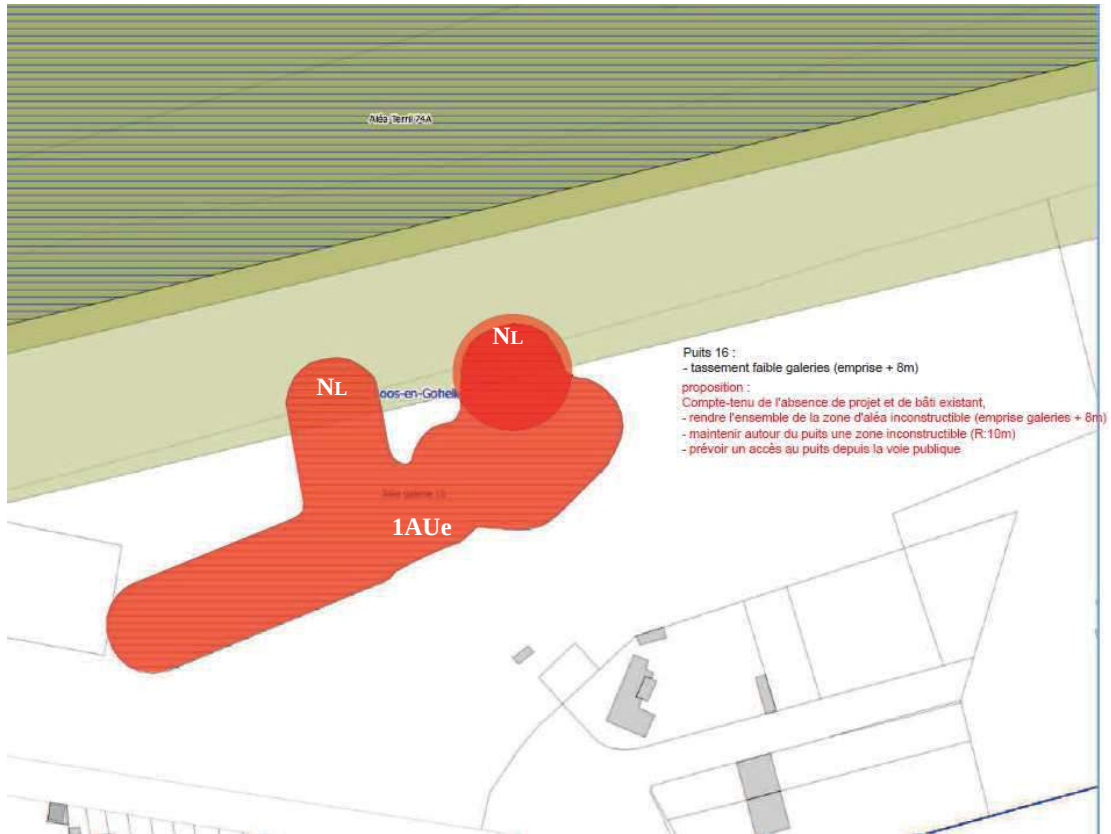 Aléa Terril 74A
NL
NL
oos-en-Gohelle
Puits 16 :
- tassement faible galeries (emprise + 8m)
proposition :
Compte-tenu de l'absence de projet et de bâti existant,
- rendre l'ensemble de la zone d'aléa inconstructible (emprise galeries + 8m)
- maintenir autour du puits une zone inconstructible (R:10m)
- prévoir un accès au puits depuis la voie publique
1AUe